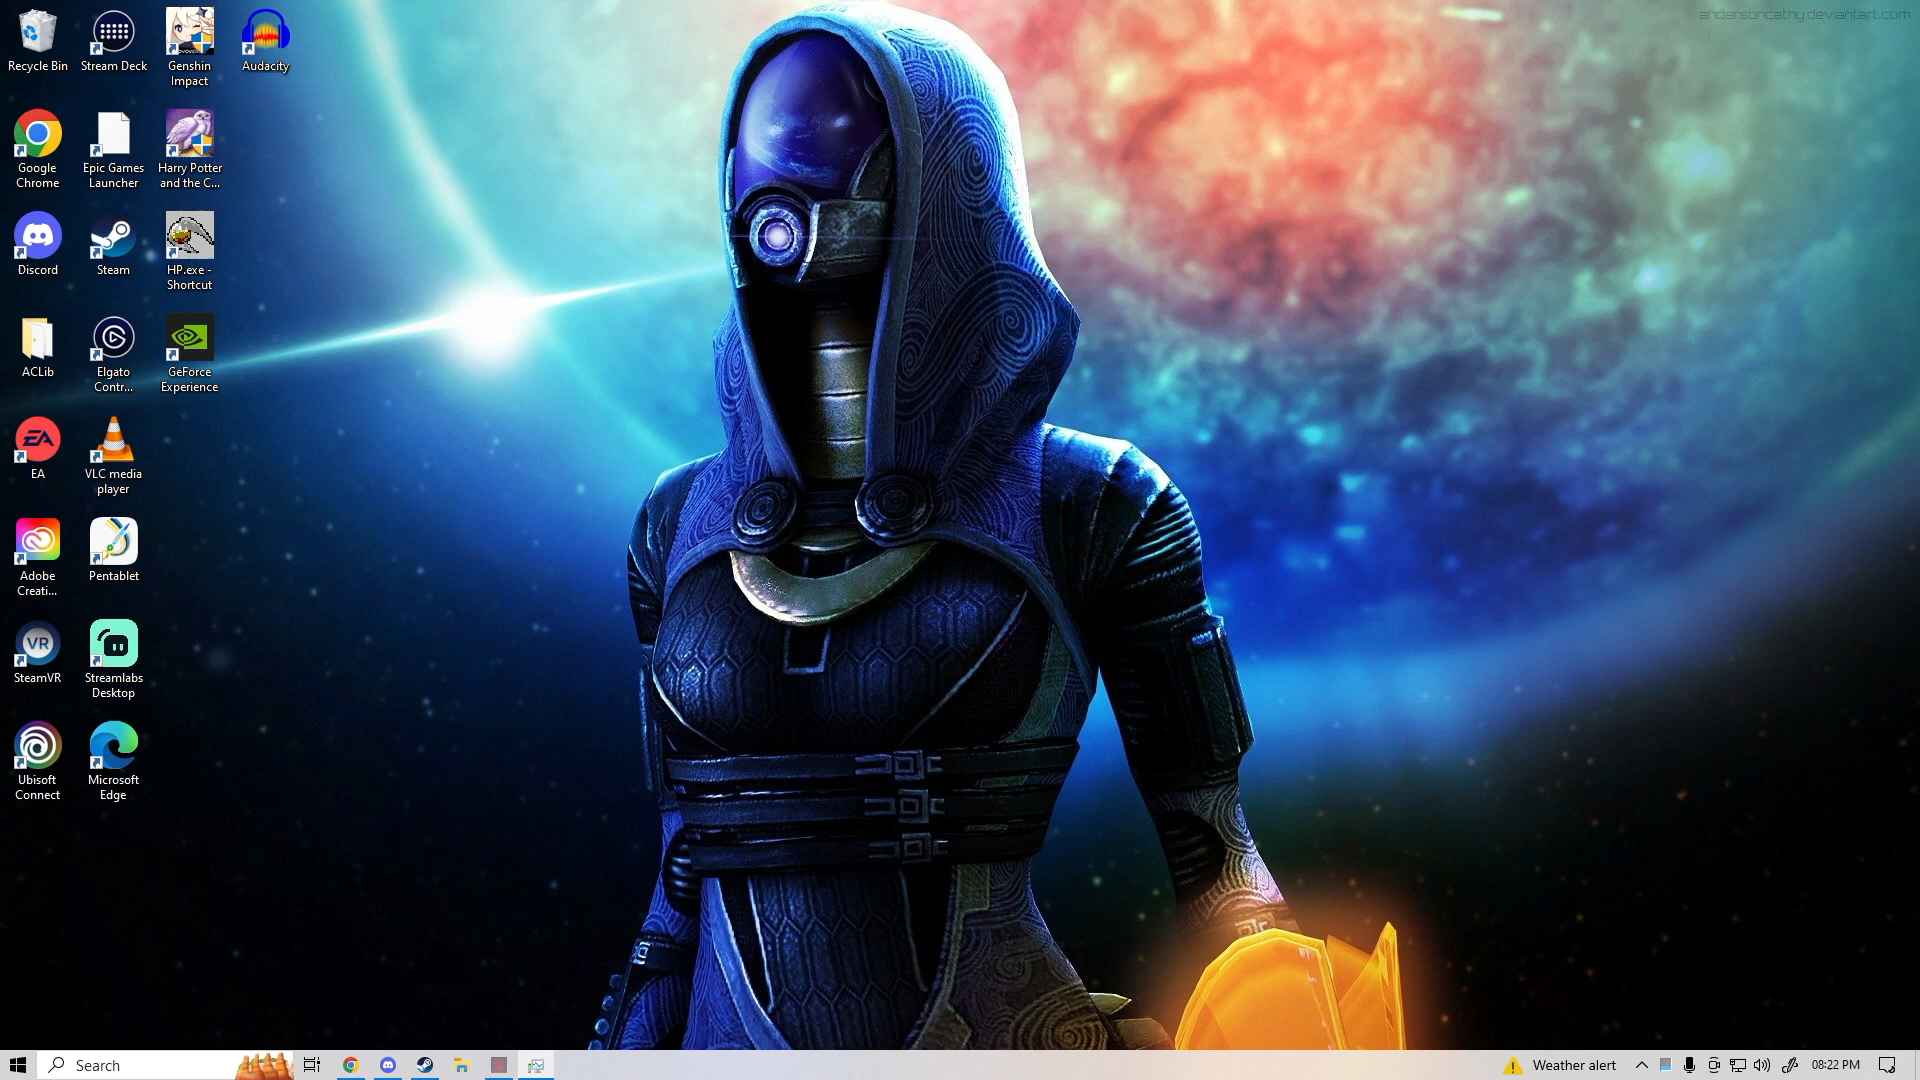 andersoncathy.deviantart.com
Recycle Bin
Stream Deck
Genshin
Impact
Audacity
Google
Chrome
Epic Games
Launcher
Harry Potter
and the C...
Discord
Steam
HP.exe -
Shortcut
ACLib
Elgato
Contr...
GeForce
Experience
EA
EA
VLC media
player
Adobe
Creati...
Pentablet
VR
SteamVR
Streamlabs
Desktop
Ubisoft
Connect
Microsoft
Edge
Search
Weather alert
08:22 PM